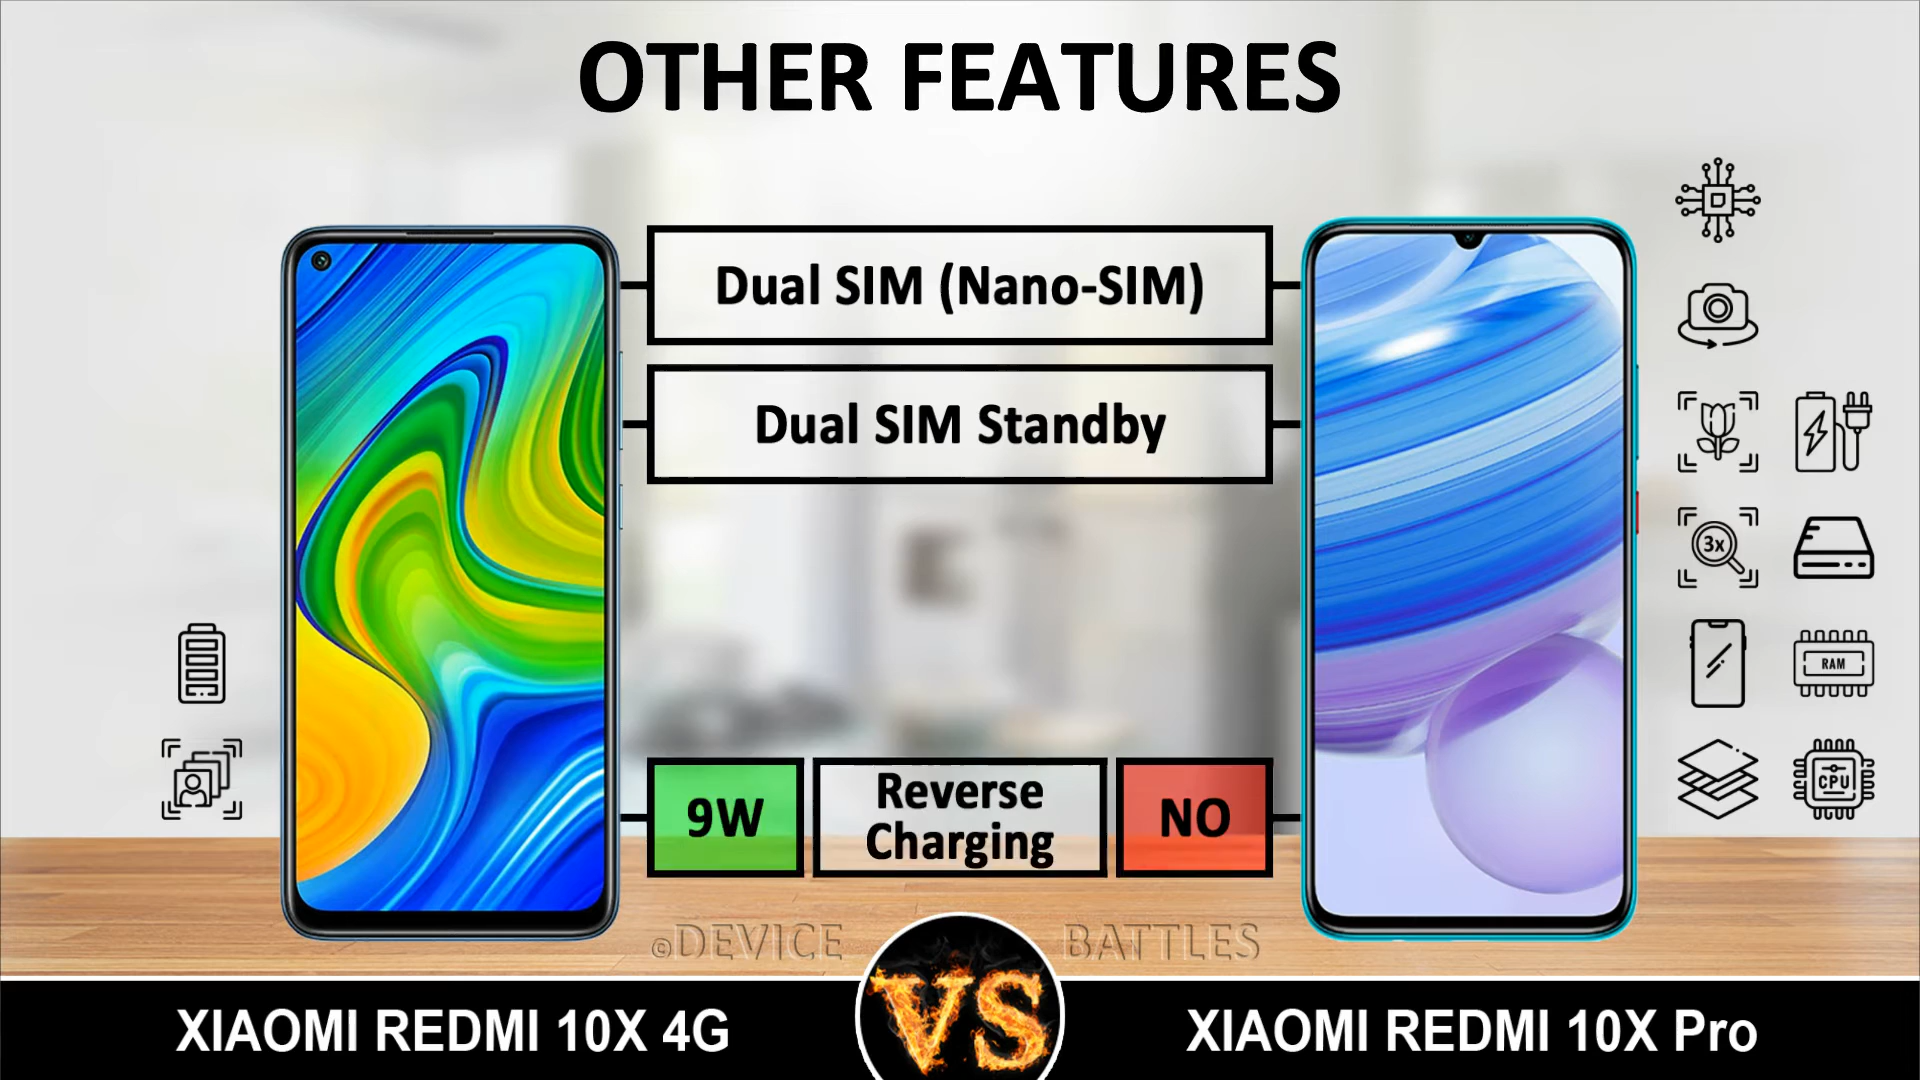 OTHER FEATURES
Dual SIM (Nano-SIM)
Dual SIM Standby
3x
RAM
CPU
9W
Reverse
Charging
NO
©DEVICE BATTLES
XIAOMI REDMI 10X 4G
VS
XIAOMI REDMI 10X Pro